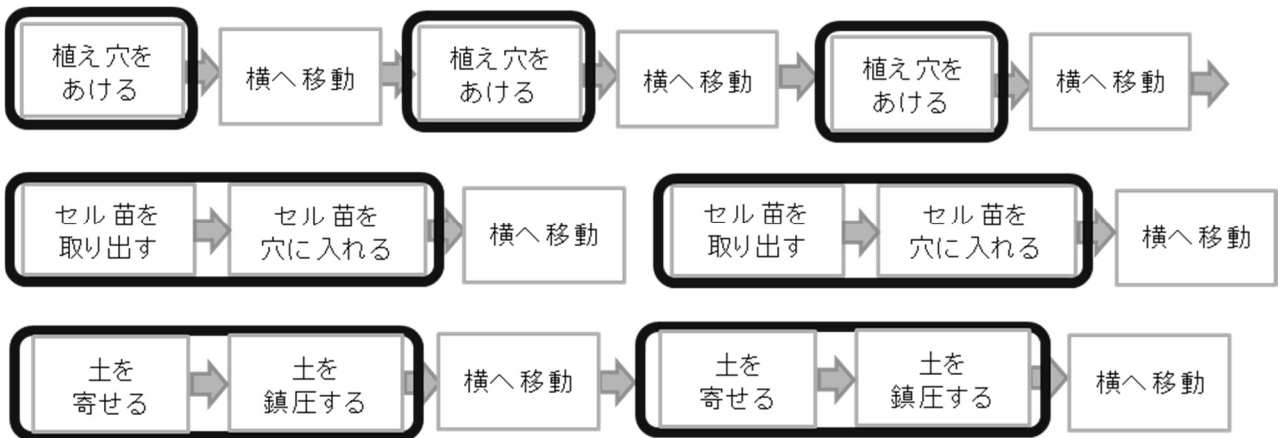 植え穴を
あける
横へ移動
植え穴を
あける
横へ移動
植え穴を
あける
横へ移動
セル苗を
取り出す
セル苗を
穴に入れる
横へ移動
セル苗を
取り出す
セル苗を
穴に入れる
横へ移動
土を
寄せる
土を
鎮圧する
横へ移動
土を
寄せる
土を
鎮圧する
横へ移動